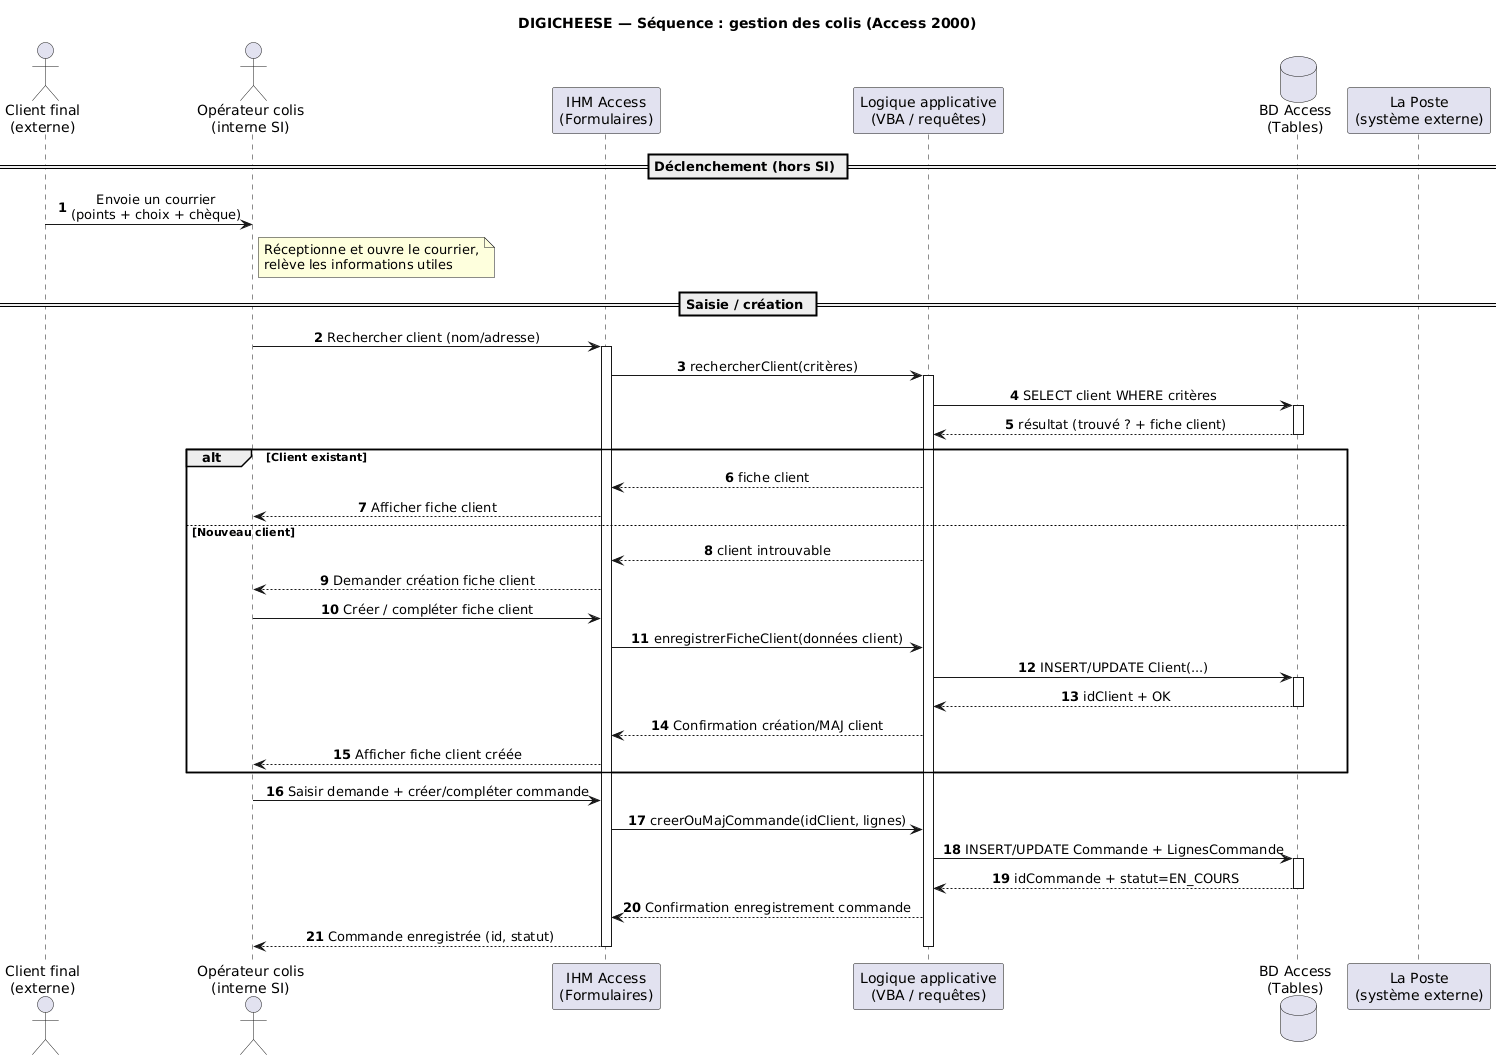 DIGICHEESE — Séquence : gestion des colis (Access 2000)
Client final
(externe)
Opérateur colis
(interne SI)
IHM Access
(Formulaires)
Logique applicative
(VBA / requêtes)
BD Access
(Tables)
La Poste
(système externe)
Déclenchement (hors SI)
1 Envoie un courrier
(points + choix + chèque)
Réceptionne et ouvre le courrier,
relève les informations utiles
Saisie / création
2 Rechercher client (nom/adresse)
3 rechercherClient(critères)
4 SELECT client WHERE critères
5 résultat (trouvé ? + fiche client)
alt [Client existant]
6 fiche client
7 Afficher fiche client
[Nouveau client]
8 client introuvable
9 Demander création fiche client
10 Créer / compléter fiche client
11 enregistrerFicheClient(données client)
12 INSERT/UPDATE Client(...)
13 idClient + OK
14 Confirmation création/MAJ client
15 Afficher fiche client créée
16 Saisir demande + créer/compléter commande
17 creerOuMajCommande(idClient, lignes)
18 INSERT/UPDATE Commande + LignesCommande
19 idCommande + statut=EN_COURS
20 Confirmation enregistrement commande
21 Commande enregistrée (id, statut)
Client final
(externe)
Opérateur colis
(interne SI)
IHM Access
(Formulaires)
Logique applicative
(VBA / requêtes)
BD Access
(Tables)
La Poste
(système externe)